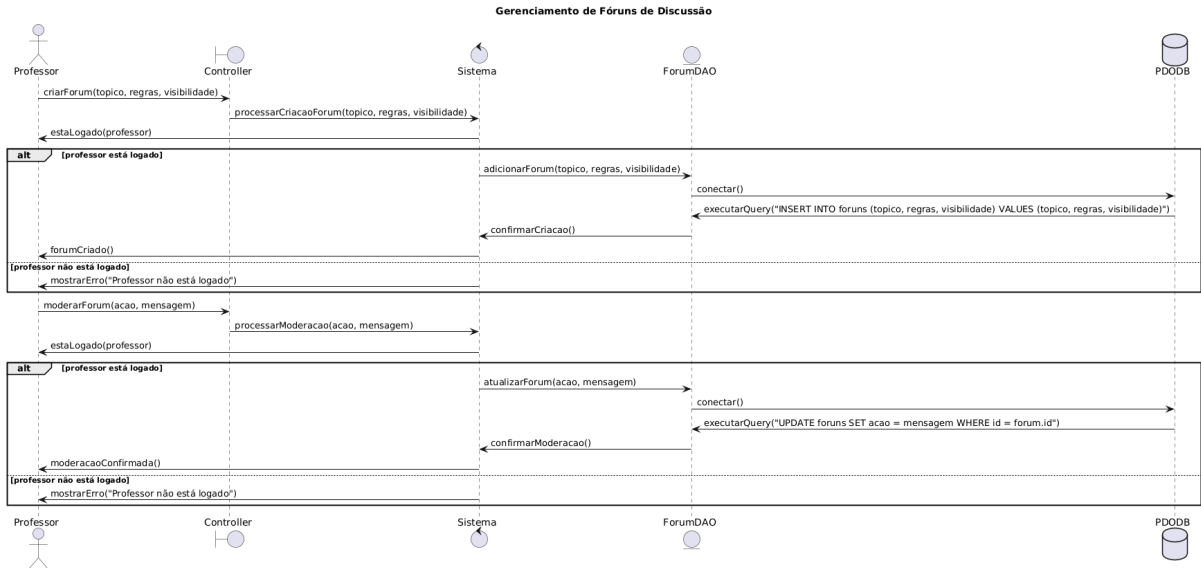 Gerenciamento de Fóruns de Discussão
Professor Controller Sistema ForumDAO PDODB
criarForum(topico, regras, visibilidade)
processarCriacaoForum(topico, regras, visibilidade)
estaLogado(professor)
alt [professor está logado]
adicionarForum(topico, regras, visibilidade)
conectar()
executarQuery("INSERT INTO foruns (topico, regras, visibilidade) VALUES (topico, regras, visibilidade)")
confirmarCriacao()
forumCriado()
[professor não está logado]
mostrarErro("Professor não está logado")
moderarForum(acao, mensagem)
processarModeracao(acao, mensagem)
estaLogado(professor)
alt [professor está logado]
atualizarForum(acao, mensagem)
conectar()
executarQuery("UPDATE foruns SET acao = mensagem WHERE id = forum.id")
confirmarModeracao()
moderacaoConfirmada()
[professor não está logado]
mostrarErro("Professor não está logado")
Professor Controller Sistema ForumDAO PDODB